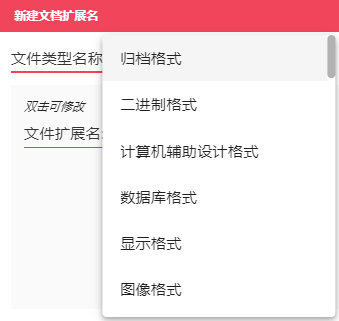 新建文档扩展名
文件类型名称
归档格式
双击可修改
二进制格式
文件扩展名:
计算机辅助设计格式
数据库格式
显示格式
图像格式